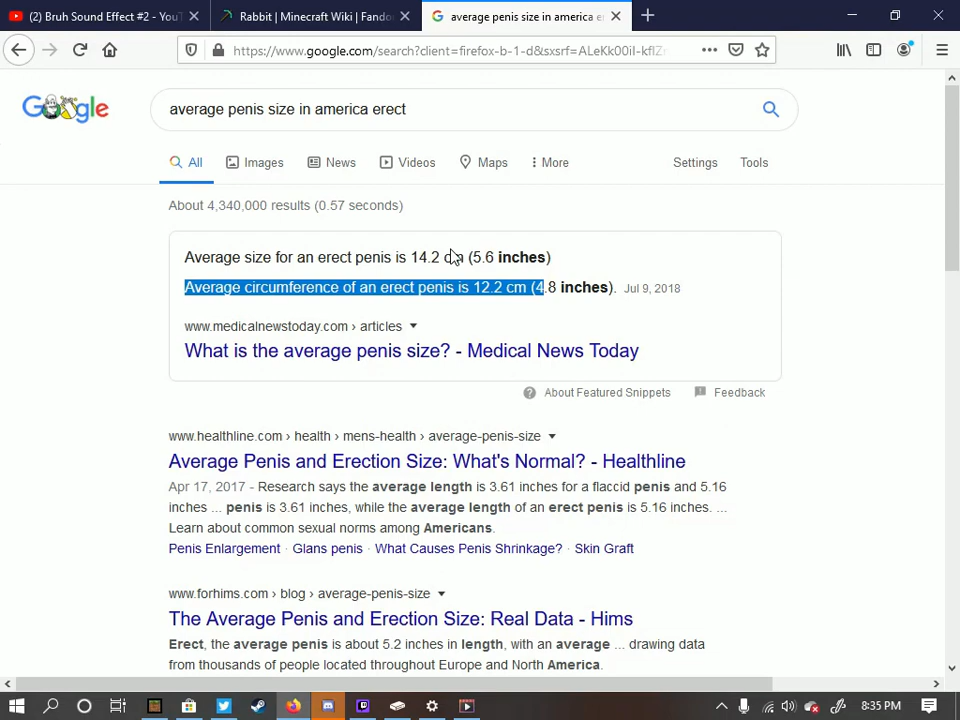 (2) Bruh Sound Effect #2 - YouT
Rabbit | Minecraft Wiki | Fando
average penis size in america e
https://www.google.com/search?client=firefox-b-1-d&sxsrf=ALeKk00iI-kfIZ
Google
average penis size in america erect
All
Images
News
Videos
Maps
More
Settings
Tools
About 4,340,000 results (0.57 seconds)
Average size for an erect penis is 14.2 cm (5.6 inches)
Average circumference of an erect penis is 12.2 cm (4.8 inches). Jul 9, 2018
www.medicalnewstoday.com › articles
What is the average penis size? - Medical News Today
About Featured Snippets
Feedback
www.healthline.com › health › mens-health › average-penis-size
Average Penis and Erection Size: What's Normal? - Healthline
Apr 17, 2017 - Research says the average length is 3.61 inches for a flaccid penis and 5.16
inches ... penis is 3.61 inches, while the average length of an erect penis is 5.16 inches. ...
Learn about common sexual norms among Americans.
Penis Enlargement · Glans penis · What Causes Penis Shrinkage? · Skin Graft
www.forhims.com › blog › average-penis-size
The Average Penis and Erection Size: Real Data - Hims
Erect, the average penis is about 5.2 inches in length, with an average ... drawing data
from thousands of people located throughout Europe and North America.
8:35 PM